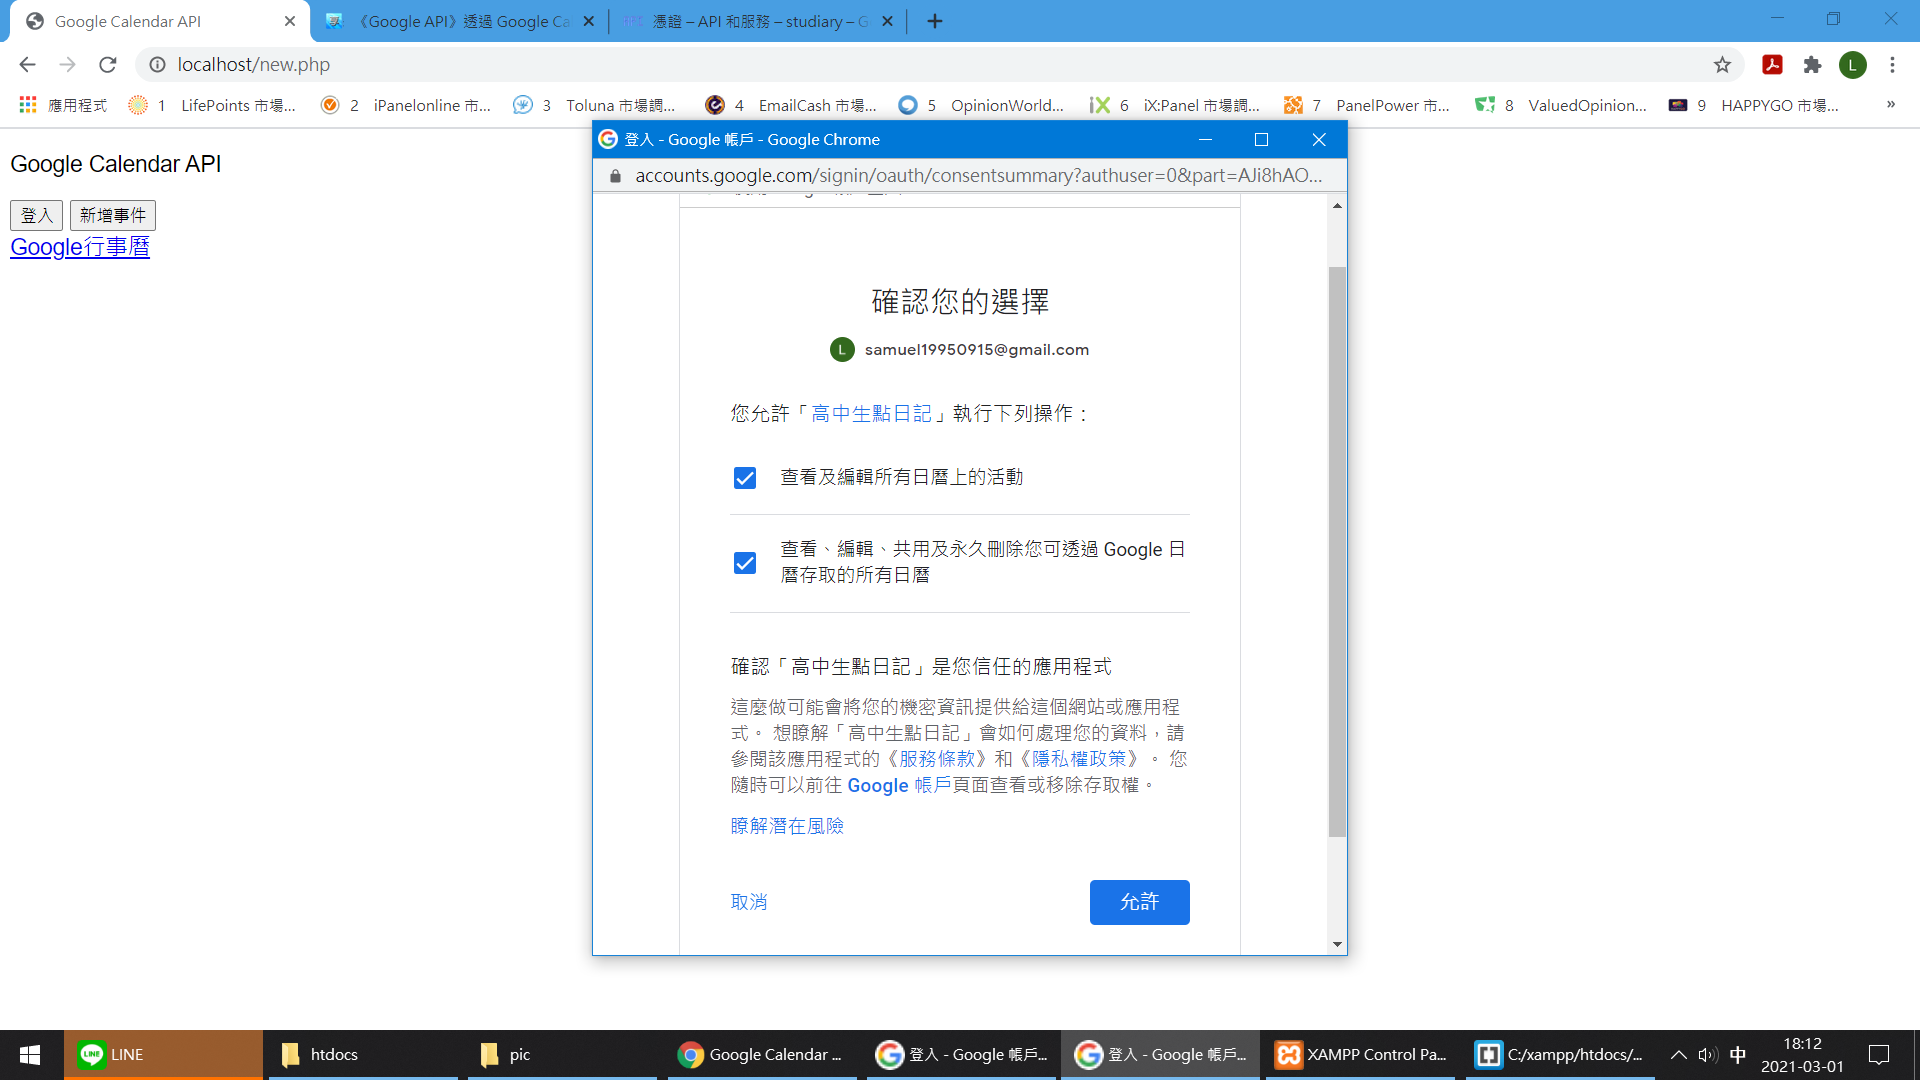 Google Calendar API
《Google API》透過 Google Ca
憑證 – API 和服務 – studiary – G
localhost/new.php
L
應用程式
1 LifePoints 市場...
2 iPanelonline 市...
3 Toluna 市場調...
4 EmailCash 市場...
5 OpinionWorld...
6 iX:Panel 市場調...
7 PanelPower 市...
8 ValuedOpinion...
9 HAPPYGO 市場...
»
Google Calendar API
登入 新增事件
Google行事曆
登入 - Google 帳戶 - Google Chrome
accounts.google.com/signin/oauth/consentsummary?authuser=0&part=AJi8hAO...
確認您的選擇
L samuel19950915@gmail.com
您允許「高中生點日記」執行下列操作：
查看及編輯所有日曆上的活動
查看、編輯、共用及永久刪除您可透過 Google 日
曆存取的所有日曆
確認「高中生點日記」是您信任的應用程式
這麼做可能會將您的機密資訊提供給這個網站或應用程
式。 想瞭解「高中生點日記」會如何處理您的資料，請
參閱該應用程式的《服務條款》和《隱私權政策》。 您
隨時可以前往 Google 帳戶頁面查看或移除存取權。
瞭解潛在風險
取消
允許
LINE
htdocs
pic
Google Calendar ...
登入 - Google 帳戶...
登入 - Google 帳戶...
XAMPP Control Pa...
C:/xampp/htdocs/...
中
18:12
2021-03-01